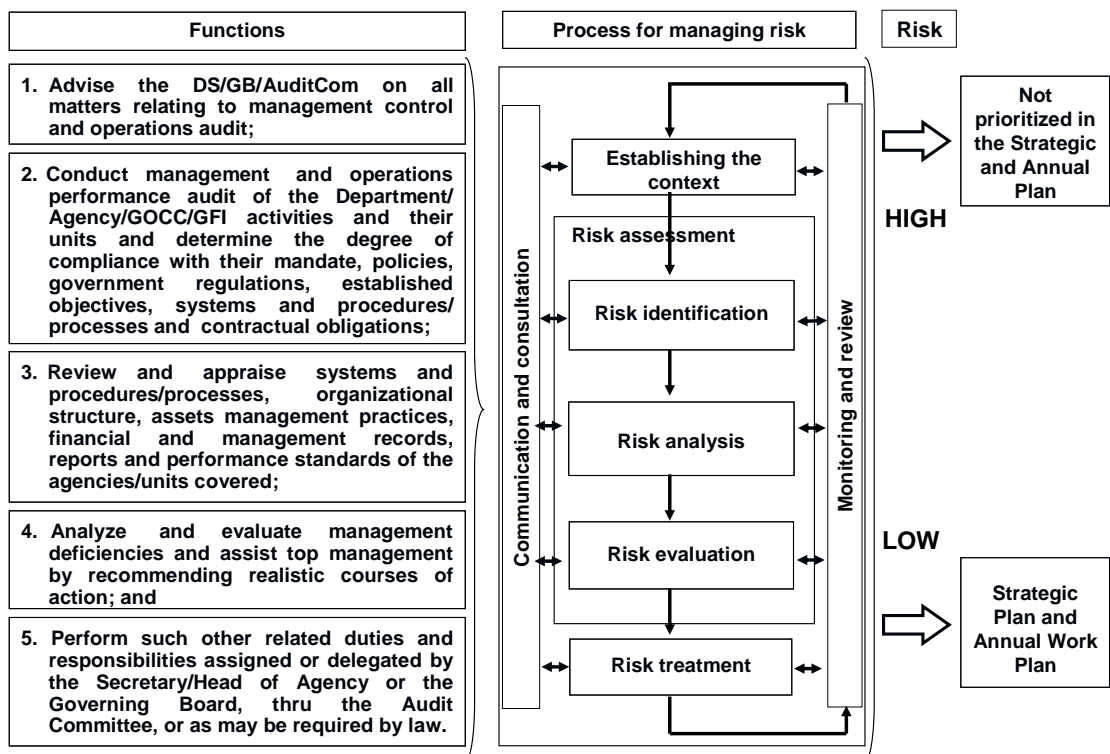 Functions
Process for managing risk
Risk
1. Advise the DS/GB/AuditCom on all
matters relating to management control
and operations audit;
2. Conduct management and operations
performance audit of the Department/
Agency/GOCC/GFI activities and their
units and determine the degree of
compliance with their mandate, policies,
government regulations, established
objectives, systems and procedures/
processes and contractual obligations;
3. Review and appraise systems and
procedures/processes, organizational
structure, assets management practices,
financial and management records,
reports and performance standards of the
agencies/units covered;
4. Analyze and evaluate management
deficiencies and assist top management
by recommending realistic courses of
action; and
5. Perform such other related duties and
responsibilities assigned or delegated by
the Secretary/Head of Agency or the
Governing Board, thru the Audit
Committee, or as may be required by law.
Communication and consultation
Establishing the
context
Risk assessment
Risk identification
Risk analysis
Risk evaluation
Risk treatment
Monitoring and review
HIGH
Not
prioritized in
the Strategic
and Annual
Plan
LOW
Strategic
Plan and
Annual Work
Plan